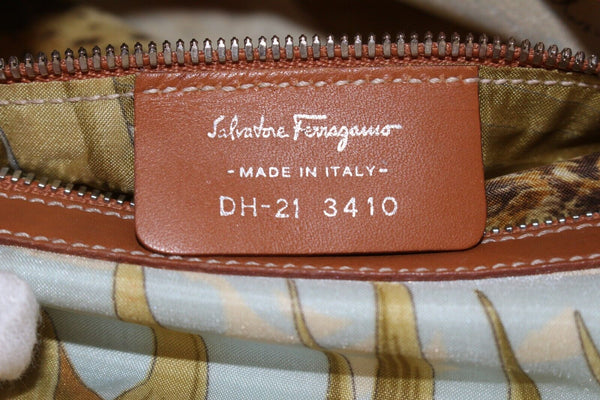 Salvatore Ferragamo
- MADE IN ITALY-
DH-21 3410